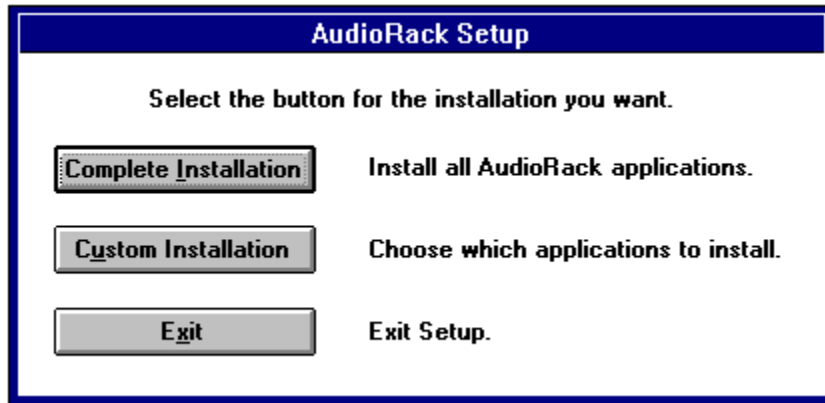 AudioRack Setup
Select the button for the installation you want.
Complete Installation Install all AudioRack applications.
Custom Installation Choose which applications to install.
Exit Exit Setup.